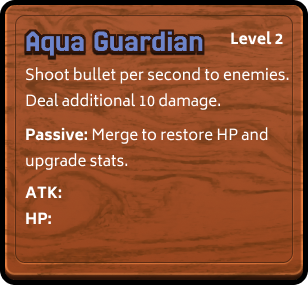 Aqua Guardian Level 2
Shoot bullet per second to enemies.
Deal additional 10 damage.
Passive: Merge to restore HP and
upgrade stats.
ATK:
HP: